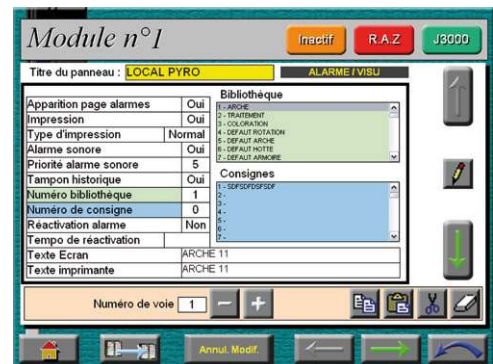 Module n°1
Inactif
R.A.Z
J3000
Titre du panneau : LOCAL PYRO
ALARME / VISU
Apparition page alarmes Oui
Impression Oui
Type d'impression Normal
Alarme sonore Oui
Priorité alarme sonore 5
Tampon historique Oui
Numéro bibliothèque 1
Numéro de consigne 0
Réactivation alarme Non
Tempo de réactivation
Texte Ecran ARCHE 11
Texte imprimante ARCHE 11
Bibliothèque
1 - ARCHE
2 - TRAITEMENT
3 - COLORATION
4 - DEFAUT ROTATION
5 - DEFAUT ARCHE
6 - DEFAUT HOTTE
7 - DEFAUT ARMOIRE
Consignes
1 - SDFSDFDSFSDF
2 -
3 -
4 -
5 -
6 -
7 -
Numéro de voie 1
Annul. Modif.